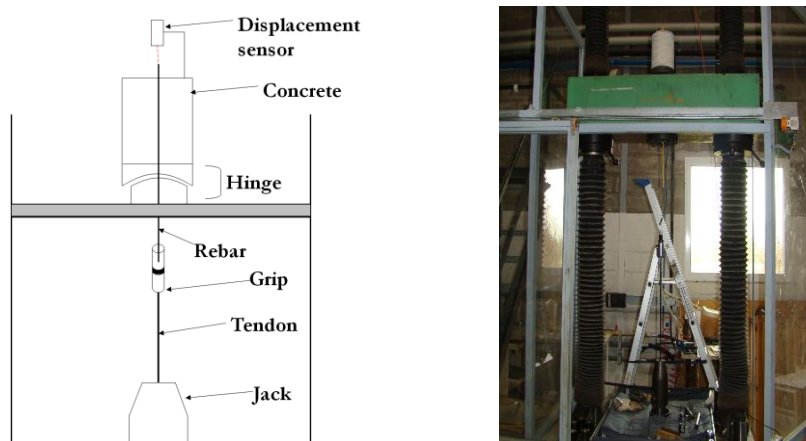 Displacement
sensor
Concrete
Hinge
Rebar
Grip
Tendon
Jack